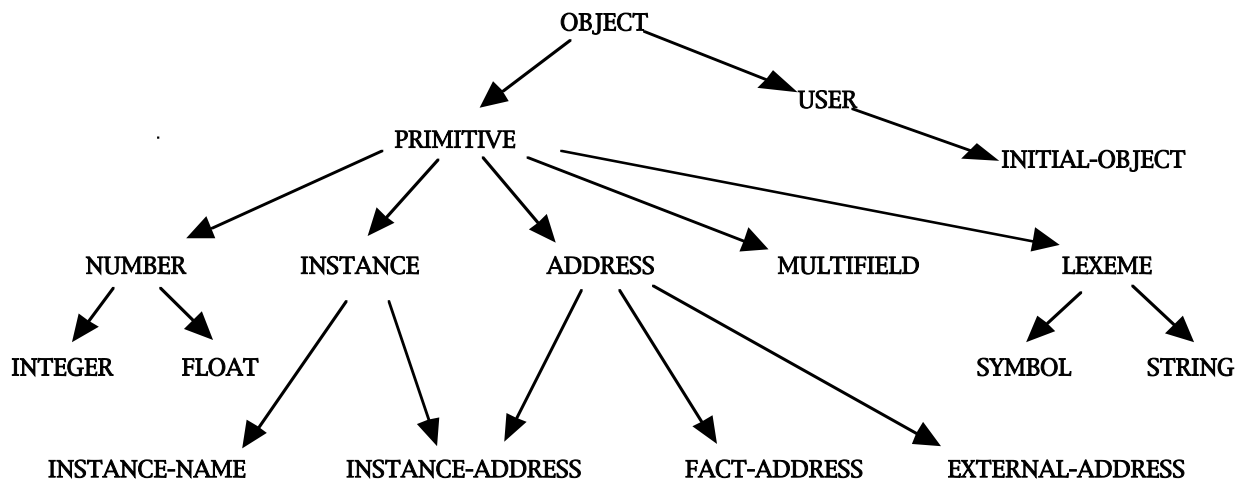 OBJECT
USER
PRIMITIVE
INITIAL-OBJECT
NUMBER
INSTANCE
ADDRESS
MULTIFIELD
LEXEME
INTEGER
FLOAT
SYMBOL
STRING
INSTANCE-NAME
INSTANCE-ADDRESS
FACT-ADDRESS
EXTERNAL-ADDRESS